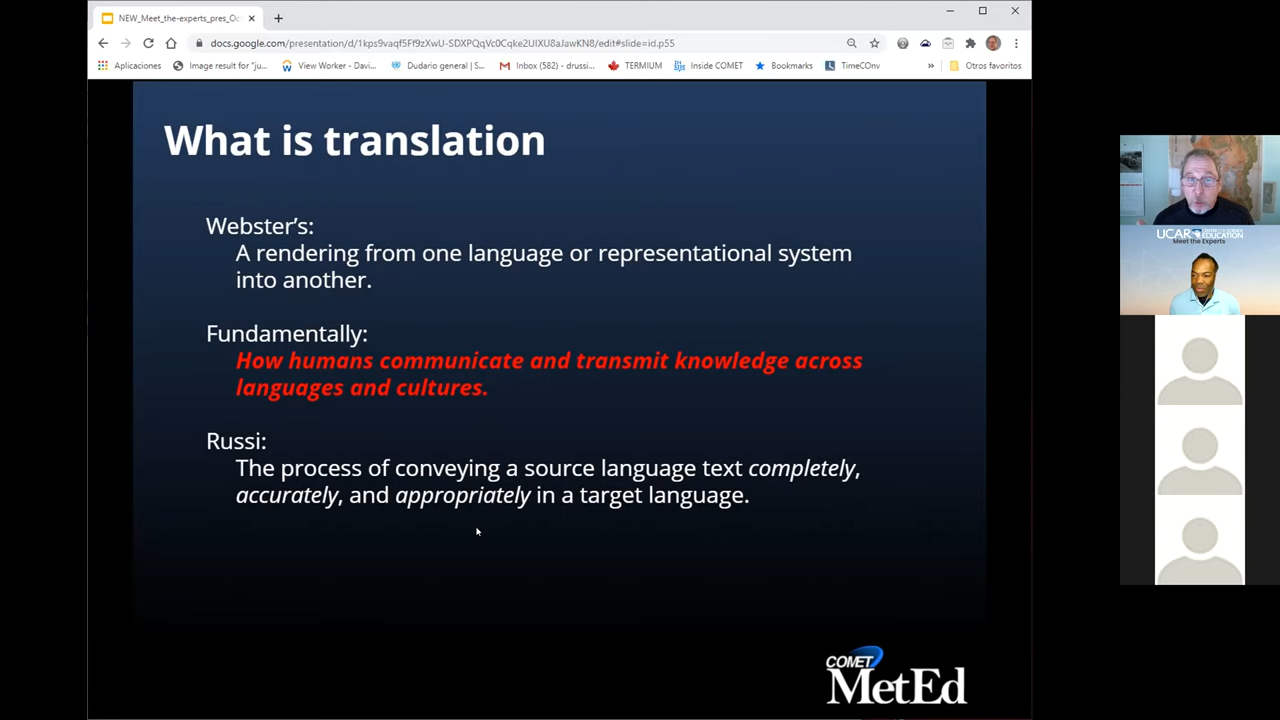 NEW_Meet_the-experts_pres_Oc
docs.google.com/presentation/d/1kps9vaqf5Ff9zXwU-SDXPQqVc0Cqke2UIXU8aJawKN8/edit#slide=id.p55
Aplicaciones Image result for "ju... View Worker - Davi... Dudario general | S... Inbox (582) - drussi... TERMIUM Inside COMET Bookmarks TimeCOnv » Otros favoritos
What is translation
Webster's:
A rendering from one language or representational system
into another.
Fundamentally:
How humans communicate and transmit knowledge across
languages and cultures.
Russi:
The process of conveying a source language text completely,
accurately, and appropriately in a target language.
COMET
MetEd
UCAR
EDUCATION
Meet the Experts